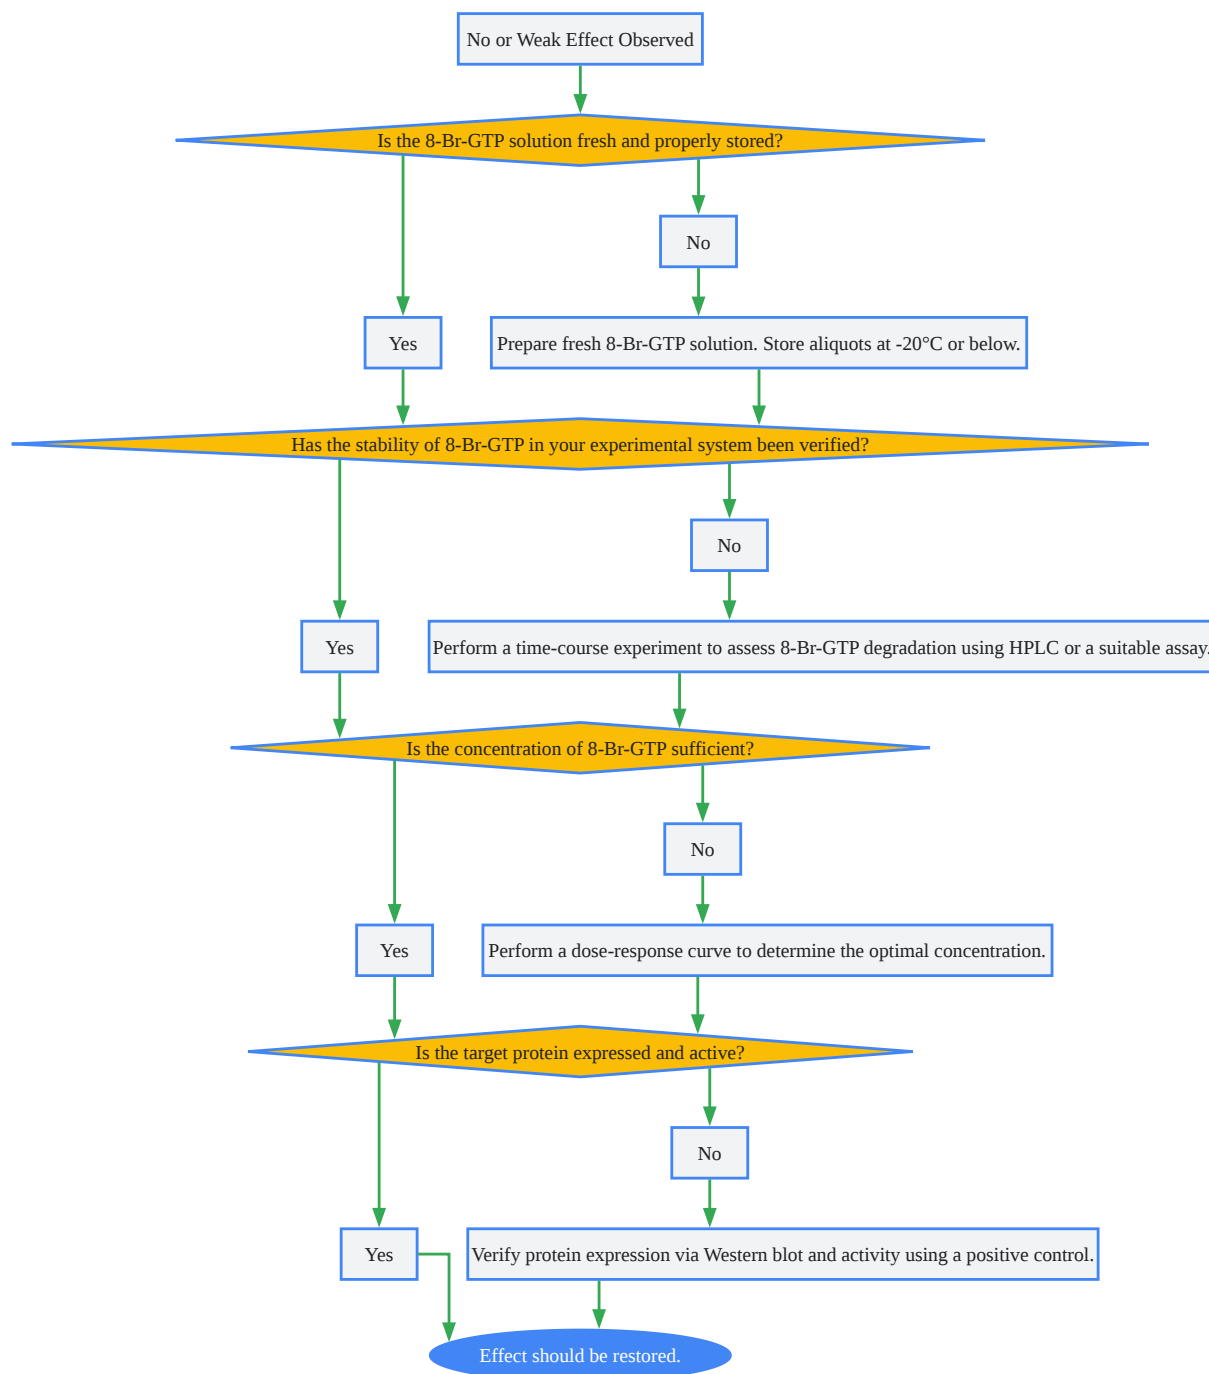 No or Weak Effect Observed
Is the 8-Br-GTP solution fresh and properly stored?
No
Yes
Prepare fresh 8-Br-GTP solution. Store aliquots at -20°C or below.
Has the stability of 8-Br-GTP in your experimental system been verified?
No
Yes
Perform a time-course experiment to assess 8-Br-GTP degradation using HPLC or a suitable assay.
Is the concentration of 8-Br-GTP sufficient?
No
Yes
Perform a dose-response curve to determine the optimal concentration.
Is the target protein expressed and active?
No
Yes
Verify protein expression via Western blot and activity using a positive control.
Effect should be restored.